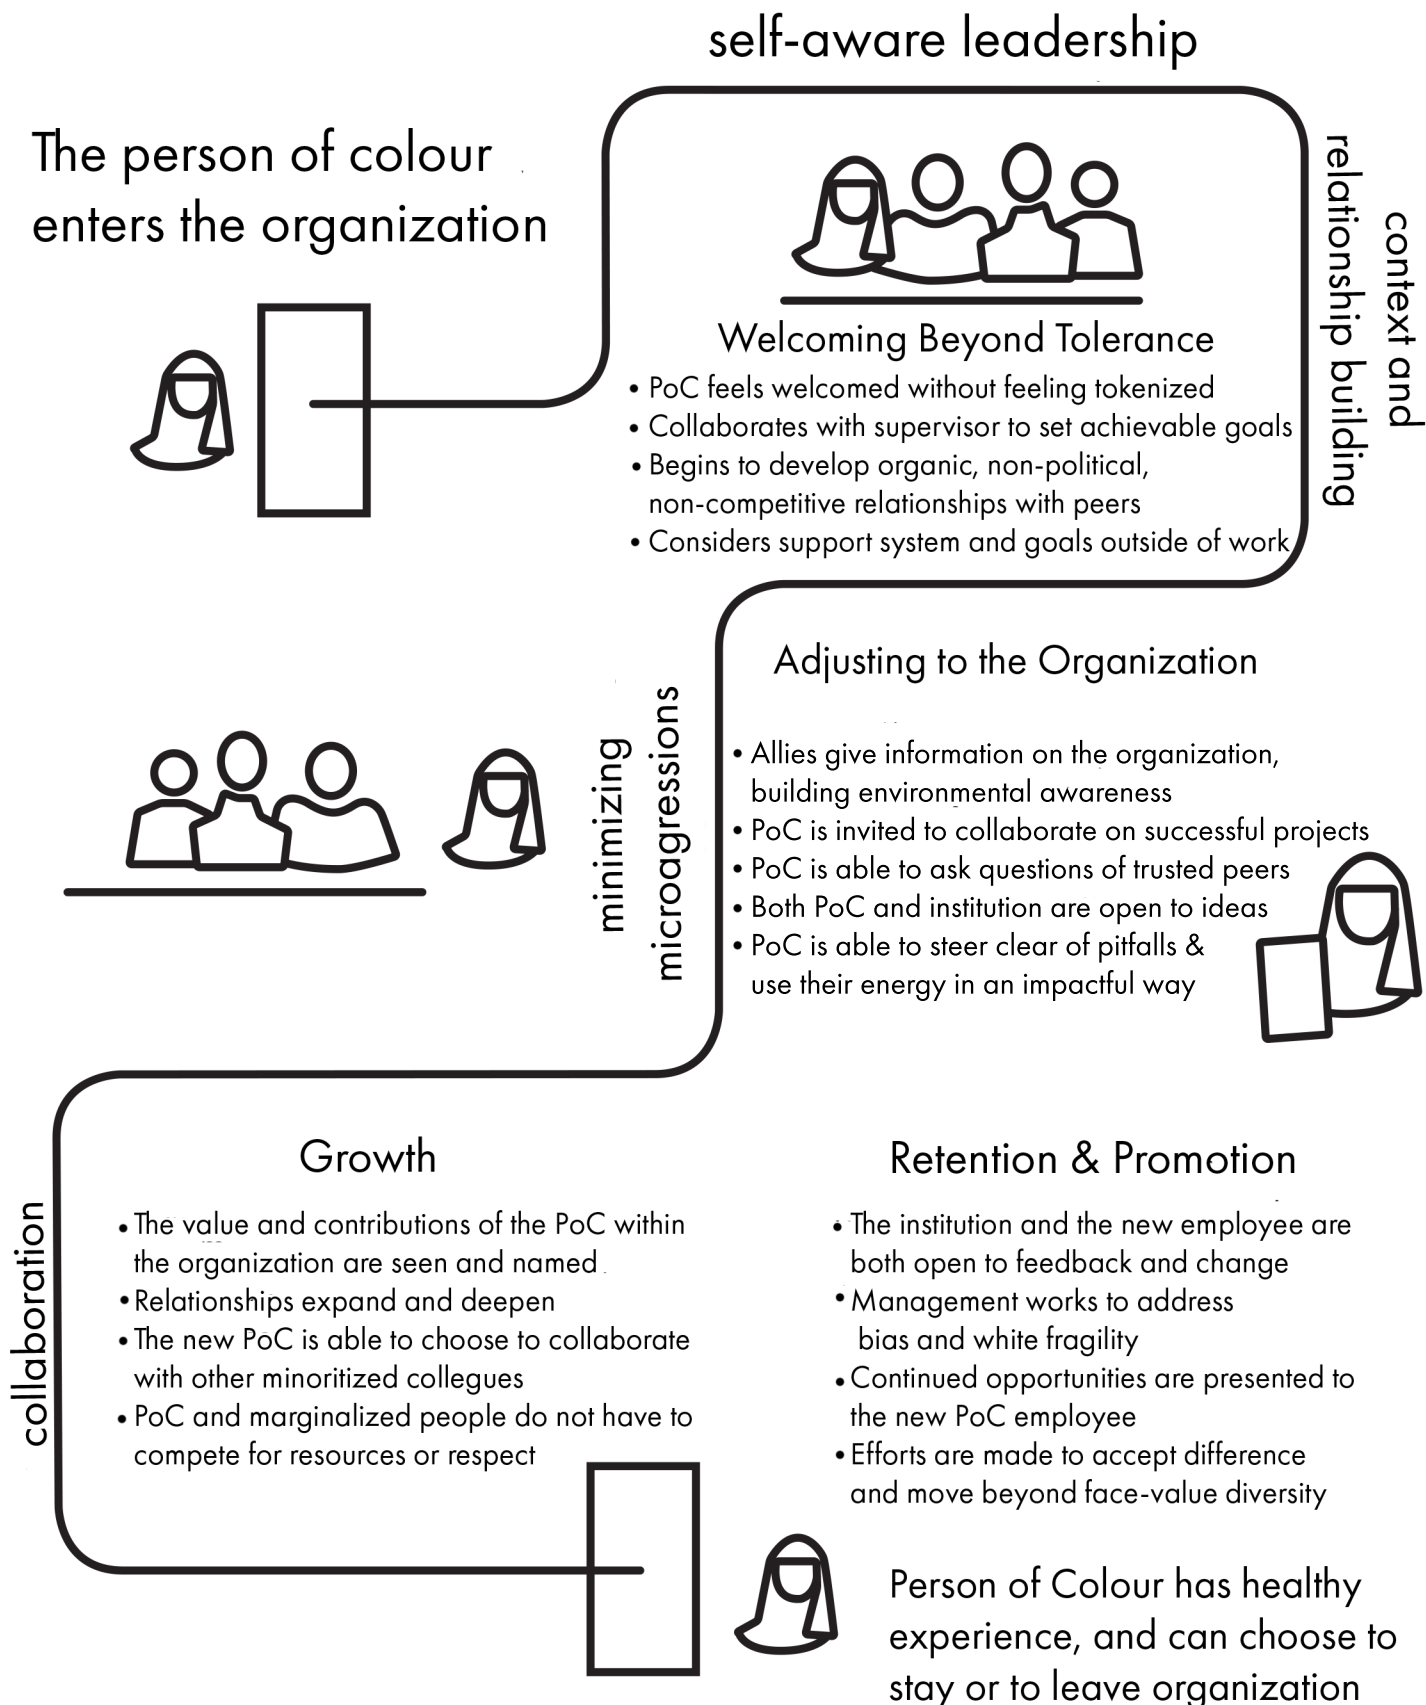 self-aware leadership
The person of colour
enters the organization
context and
relationship building
Welcoming Beyond Tolerance
• PoC feels welcomed without feeling tokenized
• Collaborates with supervisor to set achievable goals
• Begins to develop organic, non-political,
non-competitive relationships with peers
• Considers support system and goals outside of work
Adjusting to the Organization
minimizing
microagressions
• Allies give information on the organization,
building environmental awareness
• PoC is invited to collaborate on successful projects
• PoC is able to ask questions of trusted peers
• Both PoC and institution are open to ideas
• PoC is able to steer clear of pitfalls &
use their energy in an impactful way
collaboration
Growth
• The value and contributions of the PoC within
the organization are seen and named
• Relationships expand and deepen
• The new PoC is able to choose to collaborate
with other minoritized collegues
• PoC and marginalized people do not have to
compete for resources or respect
Retention & Promotion
• The institution and the new employee are
both open to feedback and change
• Management works to address
bias and white fragility
• Continued opportunities are presented to
the new PoC employee
• Efforts are made to accept difference
and move beyond face-value diversity
Person of Colour has healthy
experience, and can choose to
stay or to leave organization